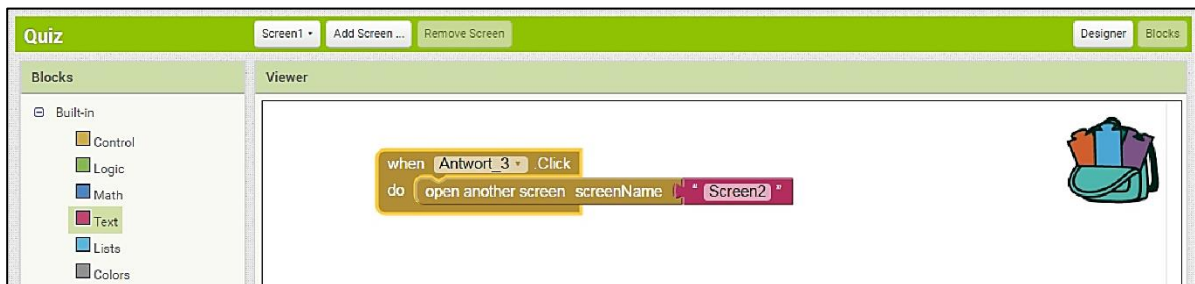 Quiz
Screen1
Add Screen ...
Remove Screen
Designer
Blocks
Blocks
Viewer
Built-in
Control
Logic
Math
Text
Lists
Colors
when Antwort_3 .Click
do open another screen screenName " Screen2 "